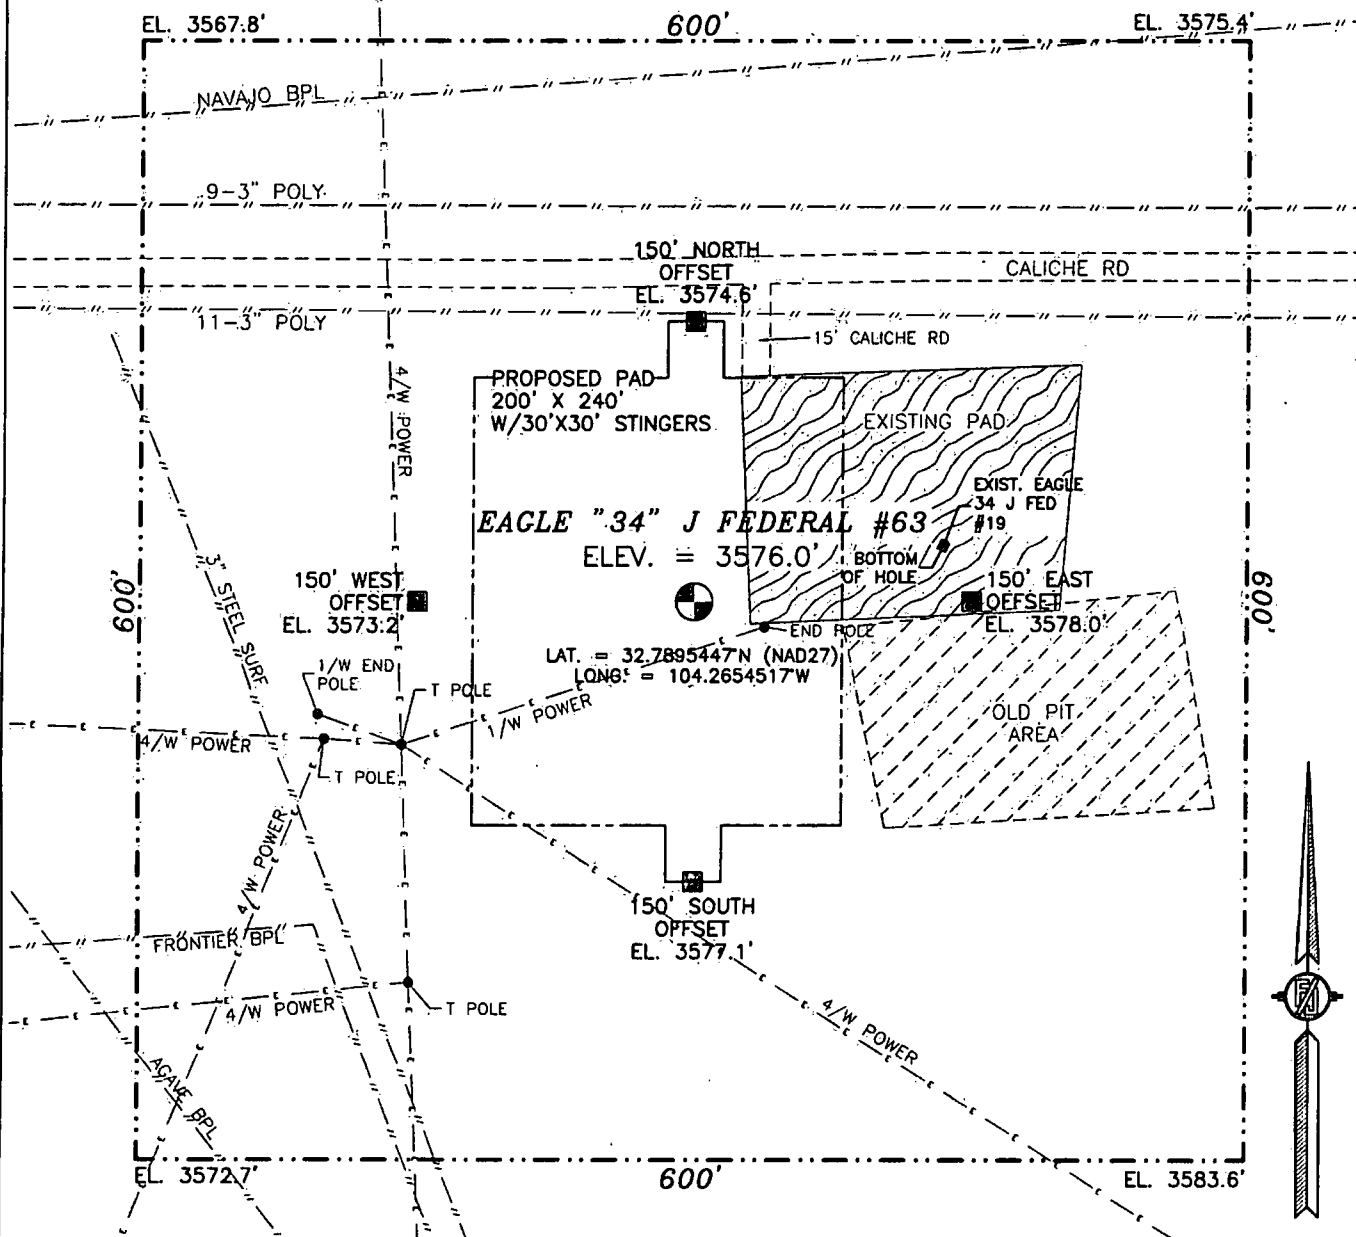 EL. 3567.8'
600'
EL. 3575.4'
NAVAJO BPL
9-3" POLY
150' NORTH
OFFSET
EL. 3574.6'
CALICHE RD
11-3" POLY
15' CALICHE RD
4/W POWER
PROPOSED PAD
200' X 240'
W/30'X30' STINGERS
EXISTING PAD
EXIST. EAGLE
34 J FED
#19
EAGLE "34" J FEDERAL #63
ELEV. = 3576.0'
BOTTOM
OF HOLE
600'
3" STEEL SURF
150' WEST
OFFSET
EL. 3573.2'
150' EAST
OFFSET
EL. 3578.0'
600'
END POLE
LAT. = 32.7895447°N (NAD27)
LONG. = 104.2654517°W
1/W END
POLE
T POLE
1/W POWER
4/W POWER
T POLE
OLD PIT
AREA
4/W POWER
150' SOUTH
OFFSET
EL. 3577.1'
FRONTIER BPL
4/W POWER
T POLE
4/W POWER
AGAVE BPL
EL. 3572.7'
600'
EL. 3583.6'